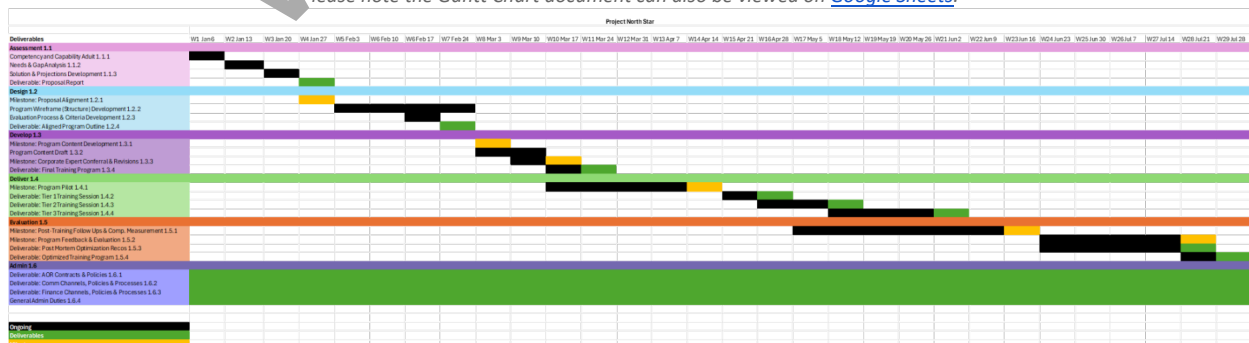 lease note the Gantt Chart document can also be viewed on Google Sheets.
Project North Star
Deliverables W1 Jan6 W2 Jan 13 W3 Jan 20 W4 Jan 27 W5 Feb 3 W6 Feb 10 W6 Feb 17 W7 Feb 24 W8 Mar 3 W9 Mar 10 W10 Mar 17 W11 Mar 24 W12 Mar 31 W13 Apr 7 W14 Apr 14 W15 Apr 21 W16 Apr 28 W17 May 5 W18 May 12 W19 May 19 W20 May 26 W21 Jun 2 W22 Jun 9 W23 Jun 16 W24 Jun 23 W25 Jun 30 W26 Jul 7 W27 Jul 14 W28 Jul 21 W29 Jul 28
Assessment 1.1
Competency and Capability Aduit 1.1.1
Needs & Gap Analysis 1.1.2
Solution & Projections Development 1.1.3
Deliverable: Proposal Report
Design 1.2
Milestone: Proposal Alignment 1.2.1
Program Wireframe (Structure) Development 1.2.2
Evaluation Process & Criteria Development 1.2.3
Deliverable: Aligned Program Outline 1.2.4
Develop 1.3
Milestone: Program Content Development 1.3.1
Program Content Draft 1.3.2
Milestone: Corporate Expert Conferral & Revisions 1.3.3
Deliverable: Final Training Program 1.3.4
Deliver 1.4
Milestone: Program Pilot 1.4.1
Deliverable: Tier 1 Training Session 1.4.2
Deliverable: Tier 2 Training Session 1.4.3
Deliverable: Tier 3 Training Session 1.4.4
Evaluation 1.5
Milestone: Post-Training Follow Ups & Comp. Measurement 1.5.1
Milestone: Program Feedback & Evaluation 1.5.2
Deliverable: Post Mortem Optimization Recos 1.5.3
Deliverable: Optimized Training Program 1.5.4
Admin 1.6
Deliverable: AOR Contracts & Policies 1.6.1
Deliverable: Comm Channels, Policies & Processes 1.6.2
Deliverable: Finance Channels, Policies & Processes 1.6.3
General Admin Duties 1.6.4
Ongoing
Deliverables